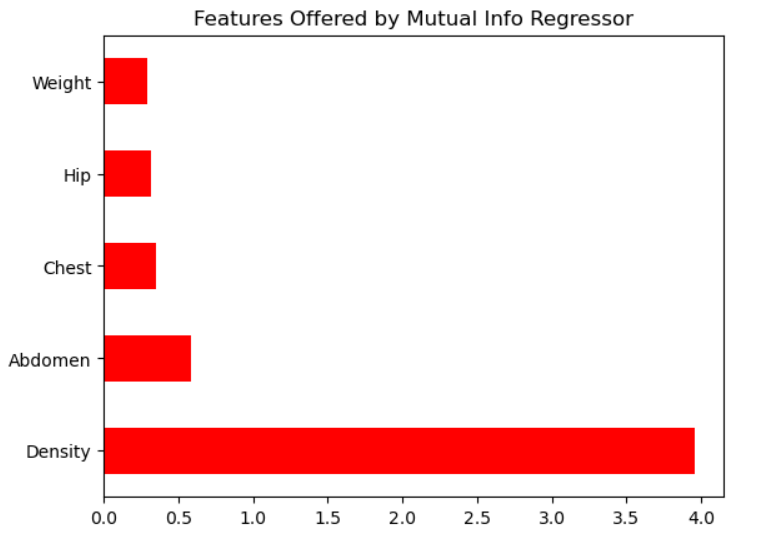 Features Offered by Mutual Info Regressor
Weight
Hip
Chest
Abdomen
Density
0.0 0.5 1.0 1.5 2.0 2.5 3.0 3.5 4.0